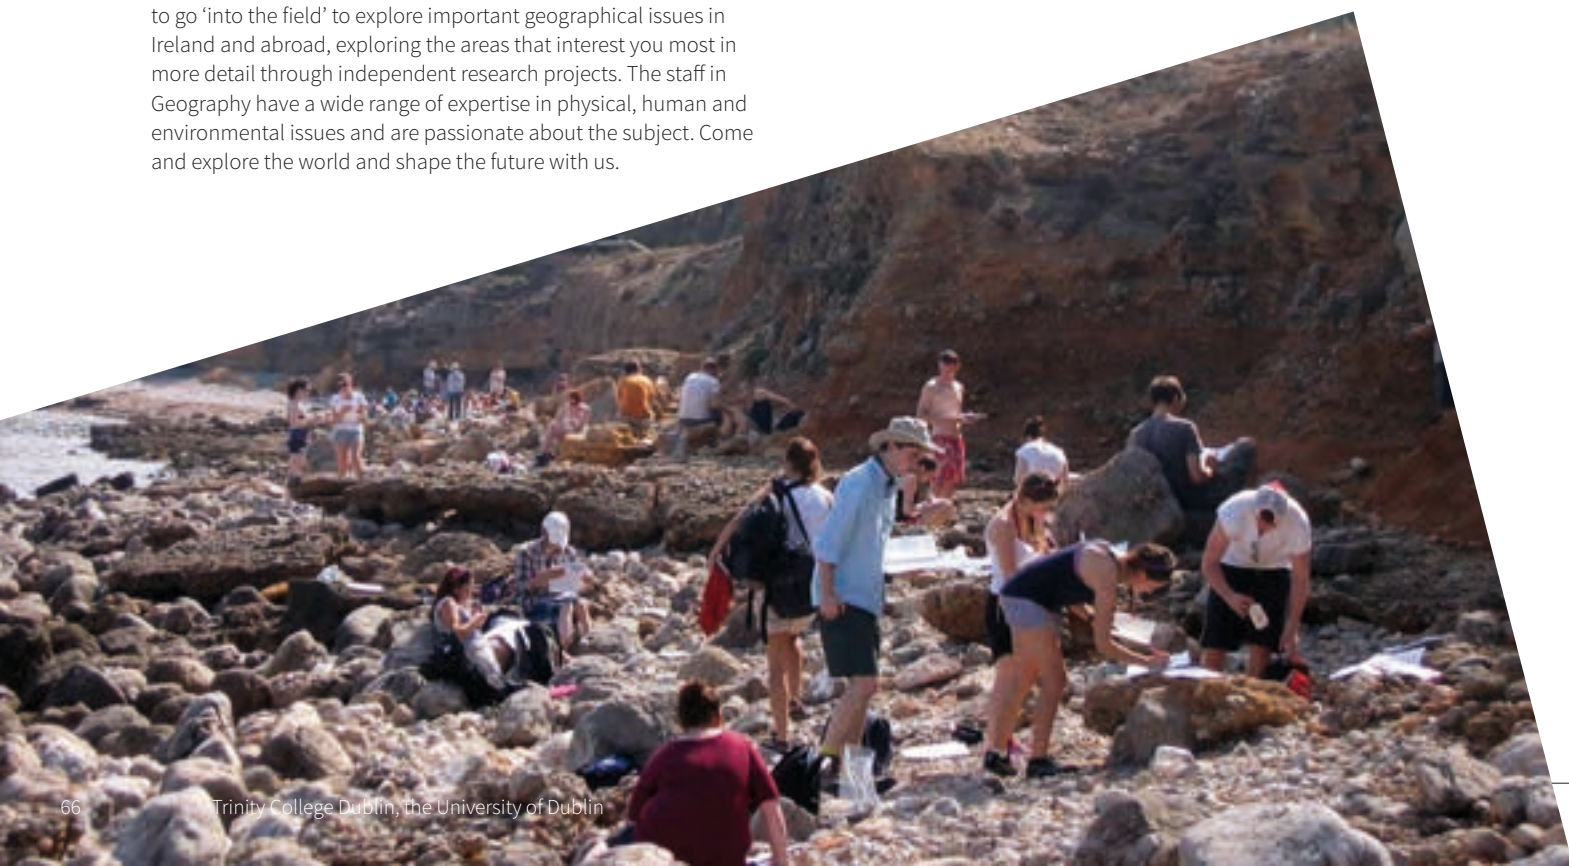 to go ‘into the field’ to explore important geographical issues in
Ireland and abroad, exploring the areas that interest you most in
more detail through independent research projects. The staff in
Geography have a wide range of expertise in physical, human and
environmental issues and are passionate about the subject. Come
and explore the world and shape the future with us.
66
Trinity College Dublin, the University of Dublin